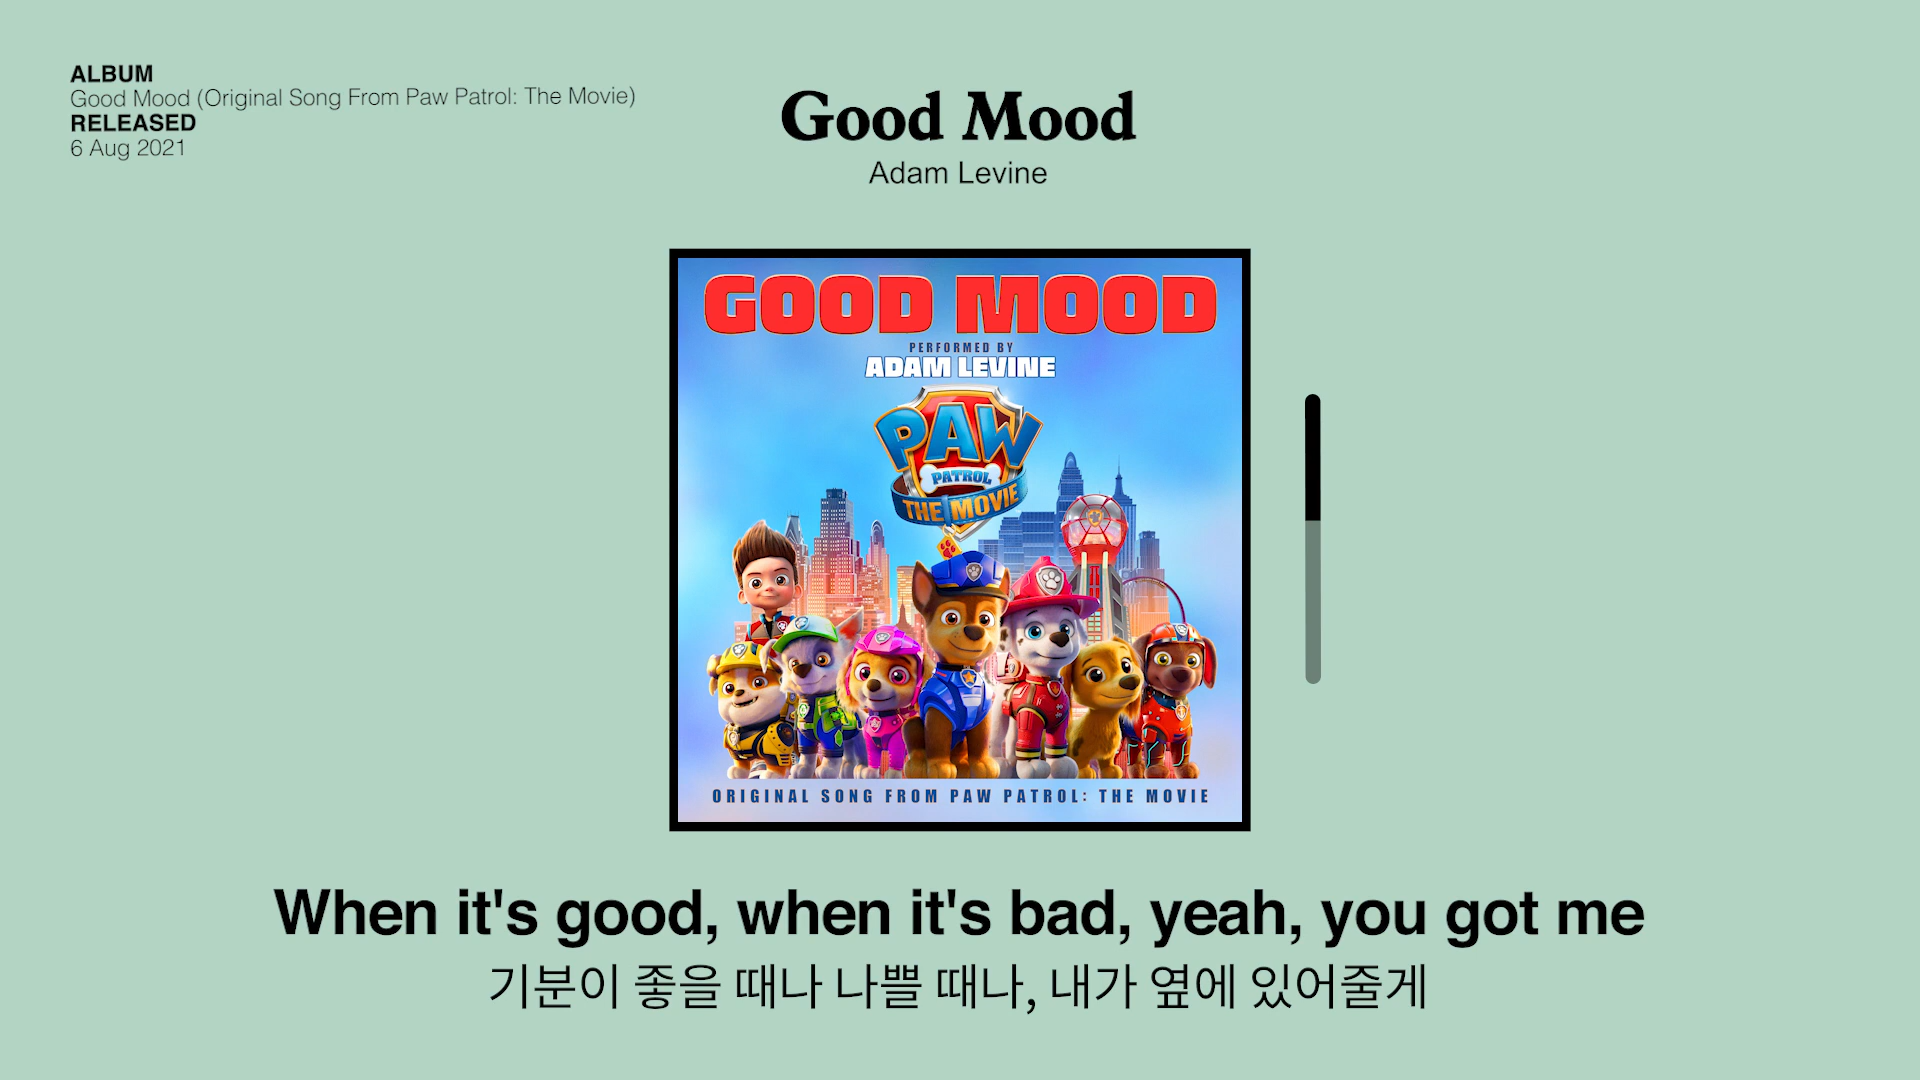 ALBUM
Good Mood (Original Song From Paw Patrol: The Movie)
RELEASED
6 Aug 2021
Good Mood
Adam Levine
GOOD MOOD
PERFORMED BY
ADAM LEVINE
PAW
PATROL
THE MOVIE
ORIGINAL SONG FROM PAW PATROL: THE MOVIE
When it's good, when it's bad, yeah, you got me
기분이 좋을 때나 나쁠 때나, 내가 옆에 있어줄게